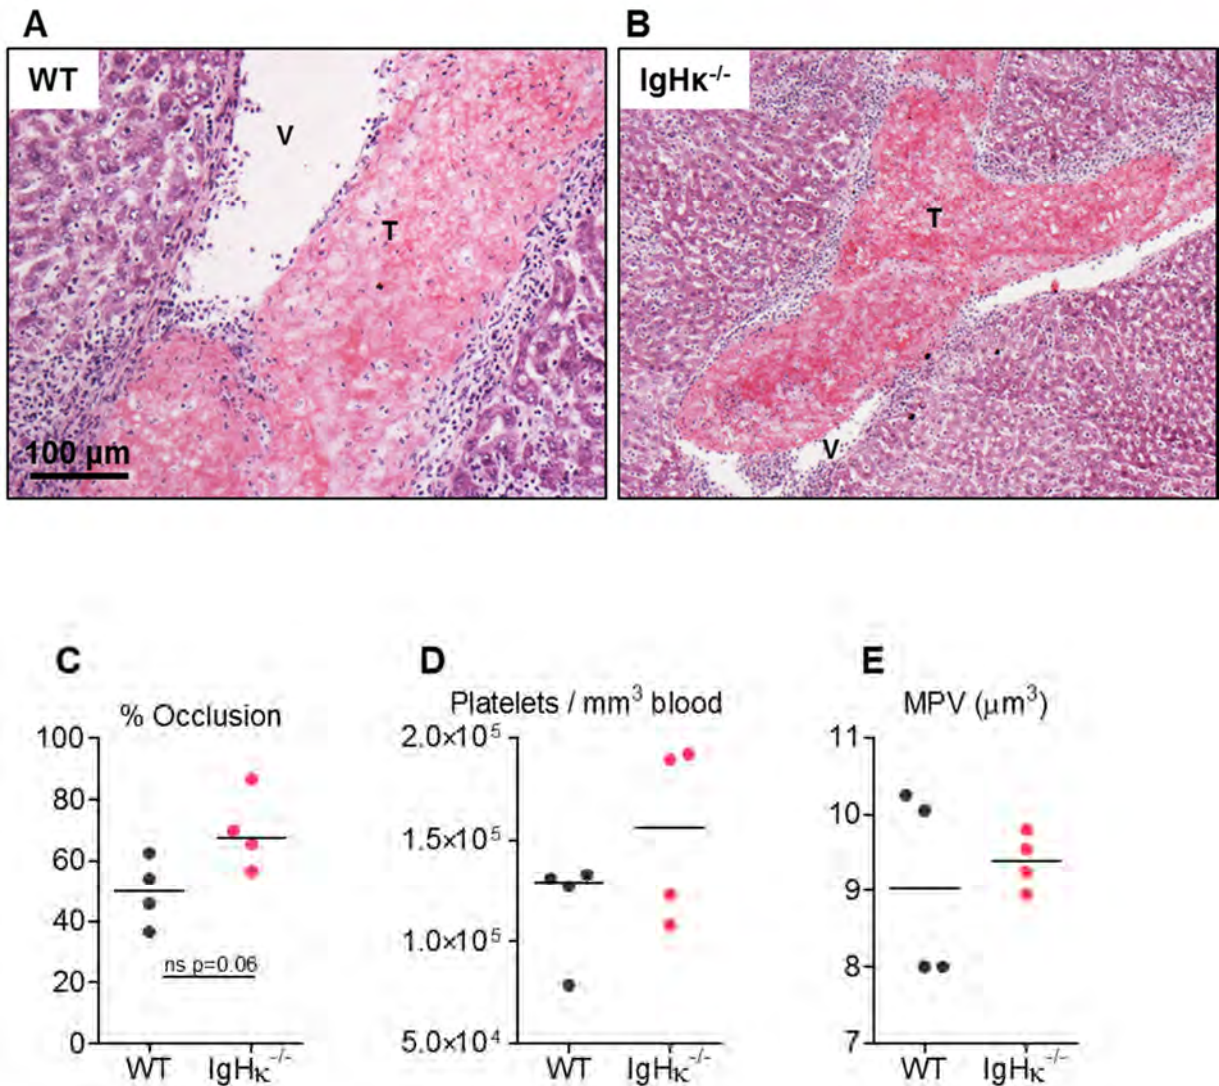 A
WT
V
T
100 µm
B
IgHκ⁻/⁻
T
V
C
% Occlusion
100
80
60
40
20
0
ns p=0.06
WT IgHκ⁻/⁻
D
Platelets / mm³ blood
2.0×10⁵
1.5×10⁵
1.0×10⁵
5.0×10⁴
WT IgHκ⁻/⁻
E
MPV (µm³)
11
10
9
8
7
WT IgHκ⁻/⁻